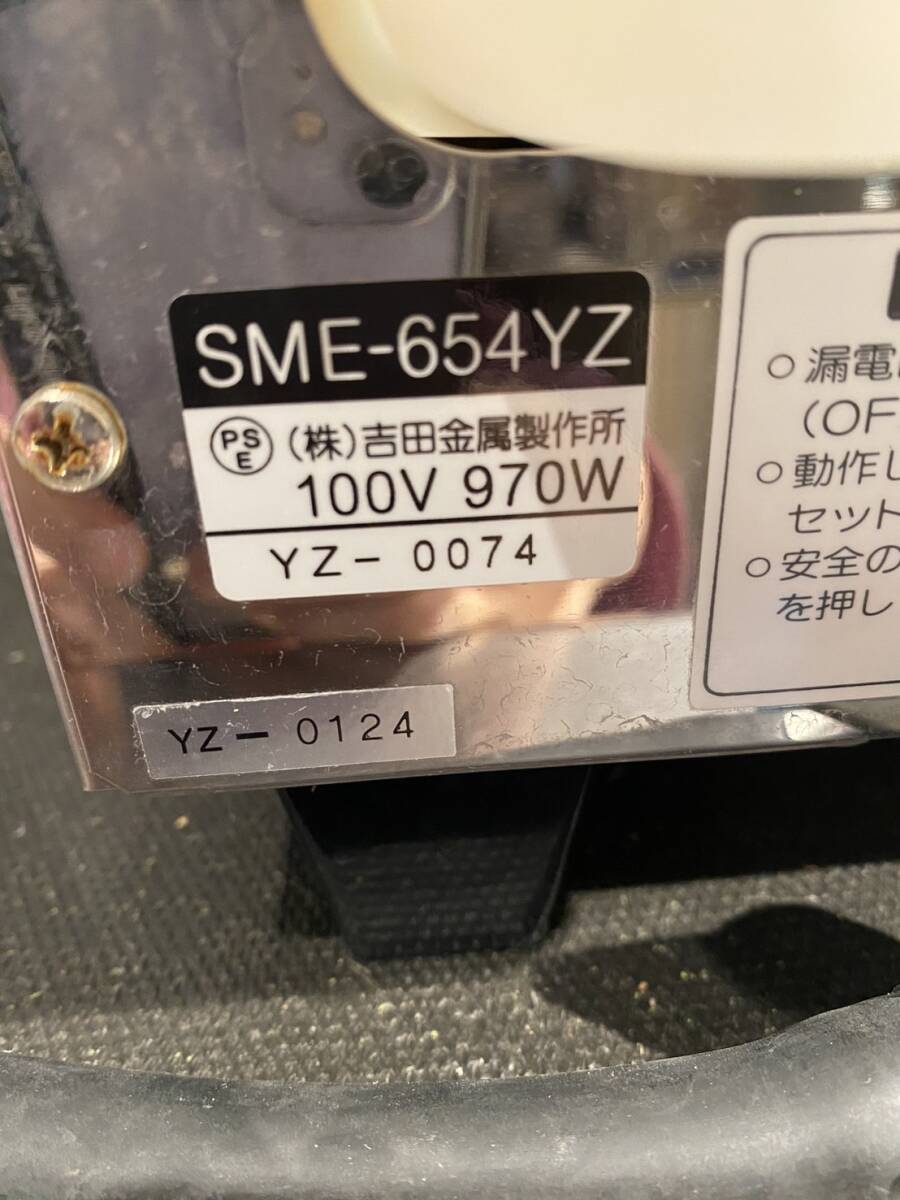 SME-654YZ
PSE (株)吉田金属製作所
100V 970W
YZ- 0074
YZ- 0124
○漏電
(OF
○動作し
セット
○安全の
を押し